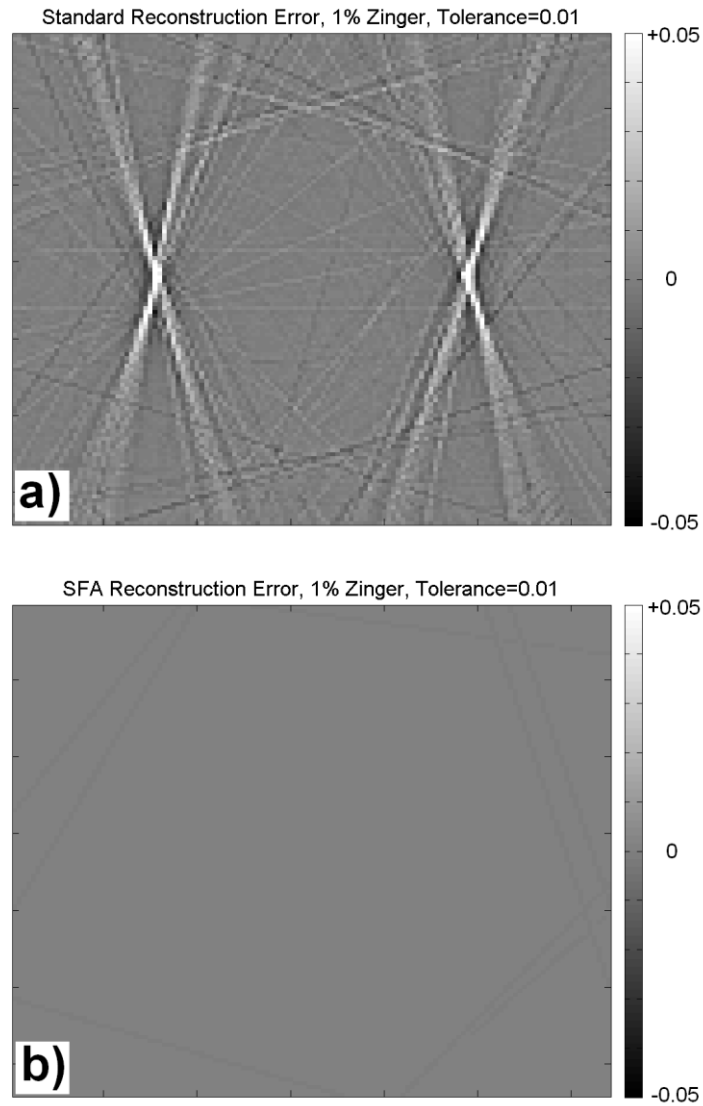 Standard Reconstruction Error, 1% Zinger, Tolerance=0.01
+0.05
0
-0.05
a)
SFA Reconstruction Error, 1% Zinger, Tolerance=0.01
+0.05
0
-0.05
b)